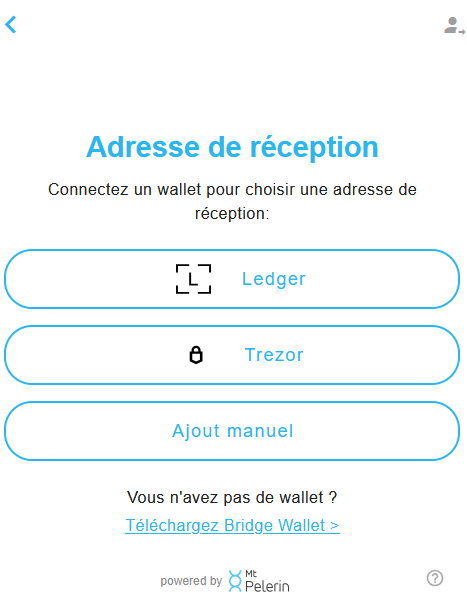 Adresse de réception
Connectez un wallet pour choisir une adresse de
réception:
L Ledger
Trezor
Ajout manuel
Vous n'avez pas de wallet ?
Téléchargez Bridge Wallet >
powered by Mt Pelerin ?